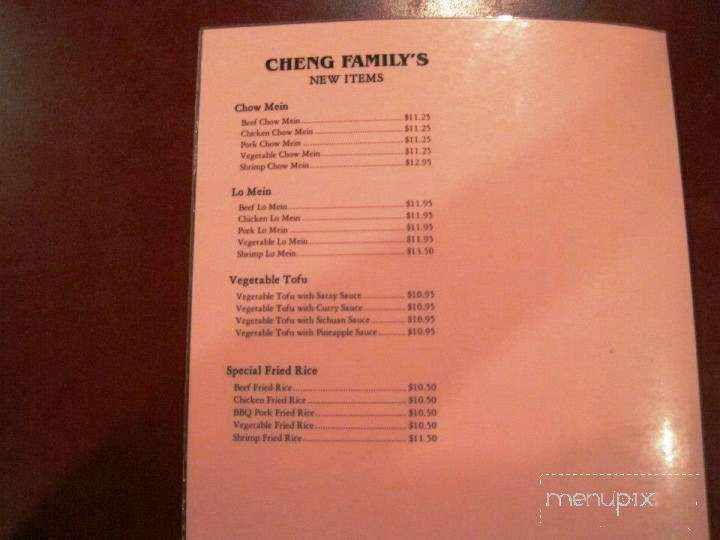 CHENG FAMILY'S
NEW ITEMS
Chow Mein
Beef Chow Mein $11.25
Chicken Chow Mein $11.25
Pork Chow Mein $11.25
Vegetable Chow Mein $11.25
Shrimp Chow Mein $12.95
Lo Mein
Beef Lo Mein $11.95
Chicken Lo Mein $11.95
Pork Lo Mein $11.95
Vegetable Lo Mein $11.95
Shrimp Lo Mein $13.50
Vegetable Tofu
Vegetable Tofu with Satay Sauce $10.95
Vegetable Tofu with Curry Sauce $10.95
Vegetable Tofu with Sichuan Sauce $10.95
Vegetable Tofu with Pineapple Sauce $10.95
Special Fried Rice
Beef Fried Rice $10.50
Chicken Fried Rice $10.50
BBQ Pork Fried Rice $10.50
Vegetable Fried Rice $10.50
Shrimp Fried Rice $11.50
menupix